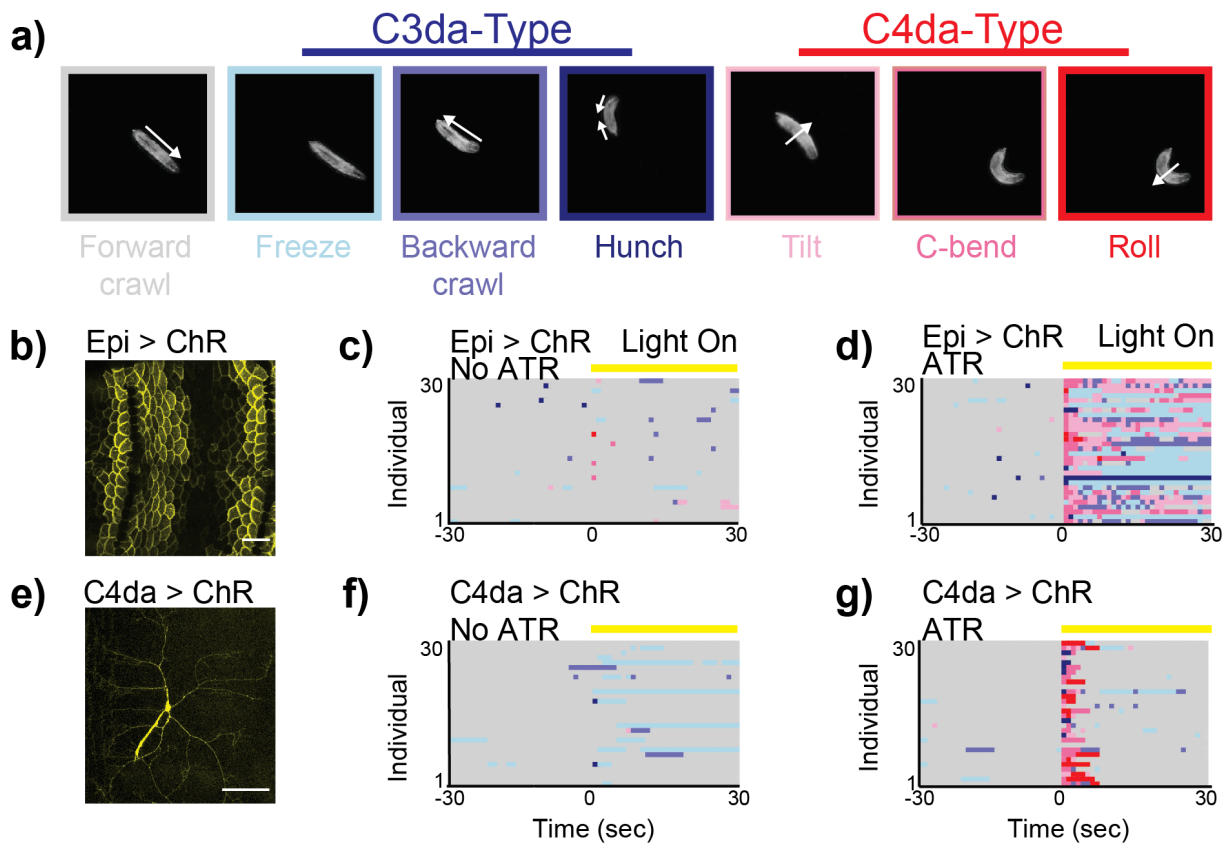 a)
C3da-Type
C4da-Type
Forward
crawl
Freeze
Backward
crawl
Hunch
Tilt
C-bend
Roll
b)
Epi > ChR
c)
Epi > ChR
No ATR
Light On
Individual
30
1
-30
0
30
d)
Epi > ChR
ATR
Light On
Individual
30
1
-30
0
30
e)
C4da > ChR
f)
C4da > ChR
No ATR
Individual
30
1
-30
0
30
Time (sec)
g)
C4da > ChR
ATR
Individual
30
1
-30
0
30
Time (sec)